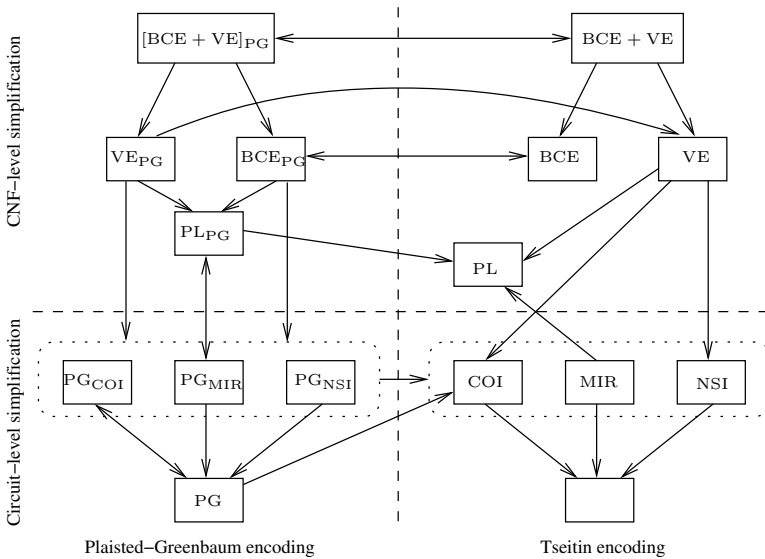 CNF−level simplification
[BCE + VE]PG
BCE + VE
VEPG
BCEPG
BCE
VE
PLPG
PL
Circuit−level simplification
PGCOI
PGMIR
PGNSI
COI
MIR
NSI
PG
Plaisted−Greenbaum encoding
Tseitin encoding